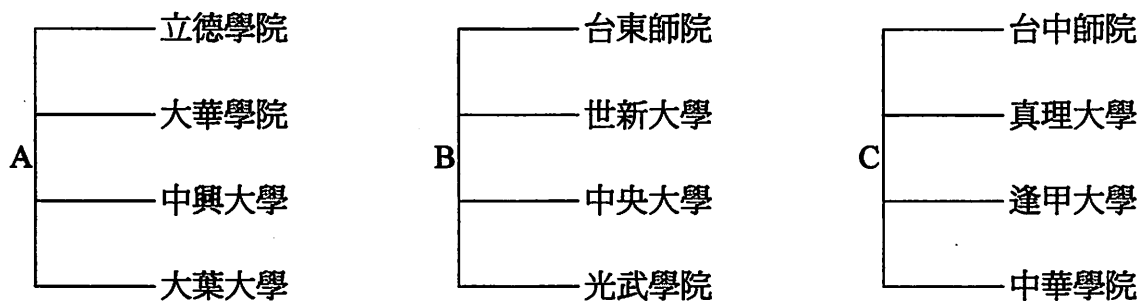 A
立德學院
大華學院
中興大學
大葉大學
B
台東師院
世新大學
中央大學
光武學院
C
台中師院
真理大學
逢甲大學
中華學院